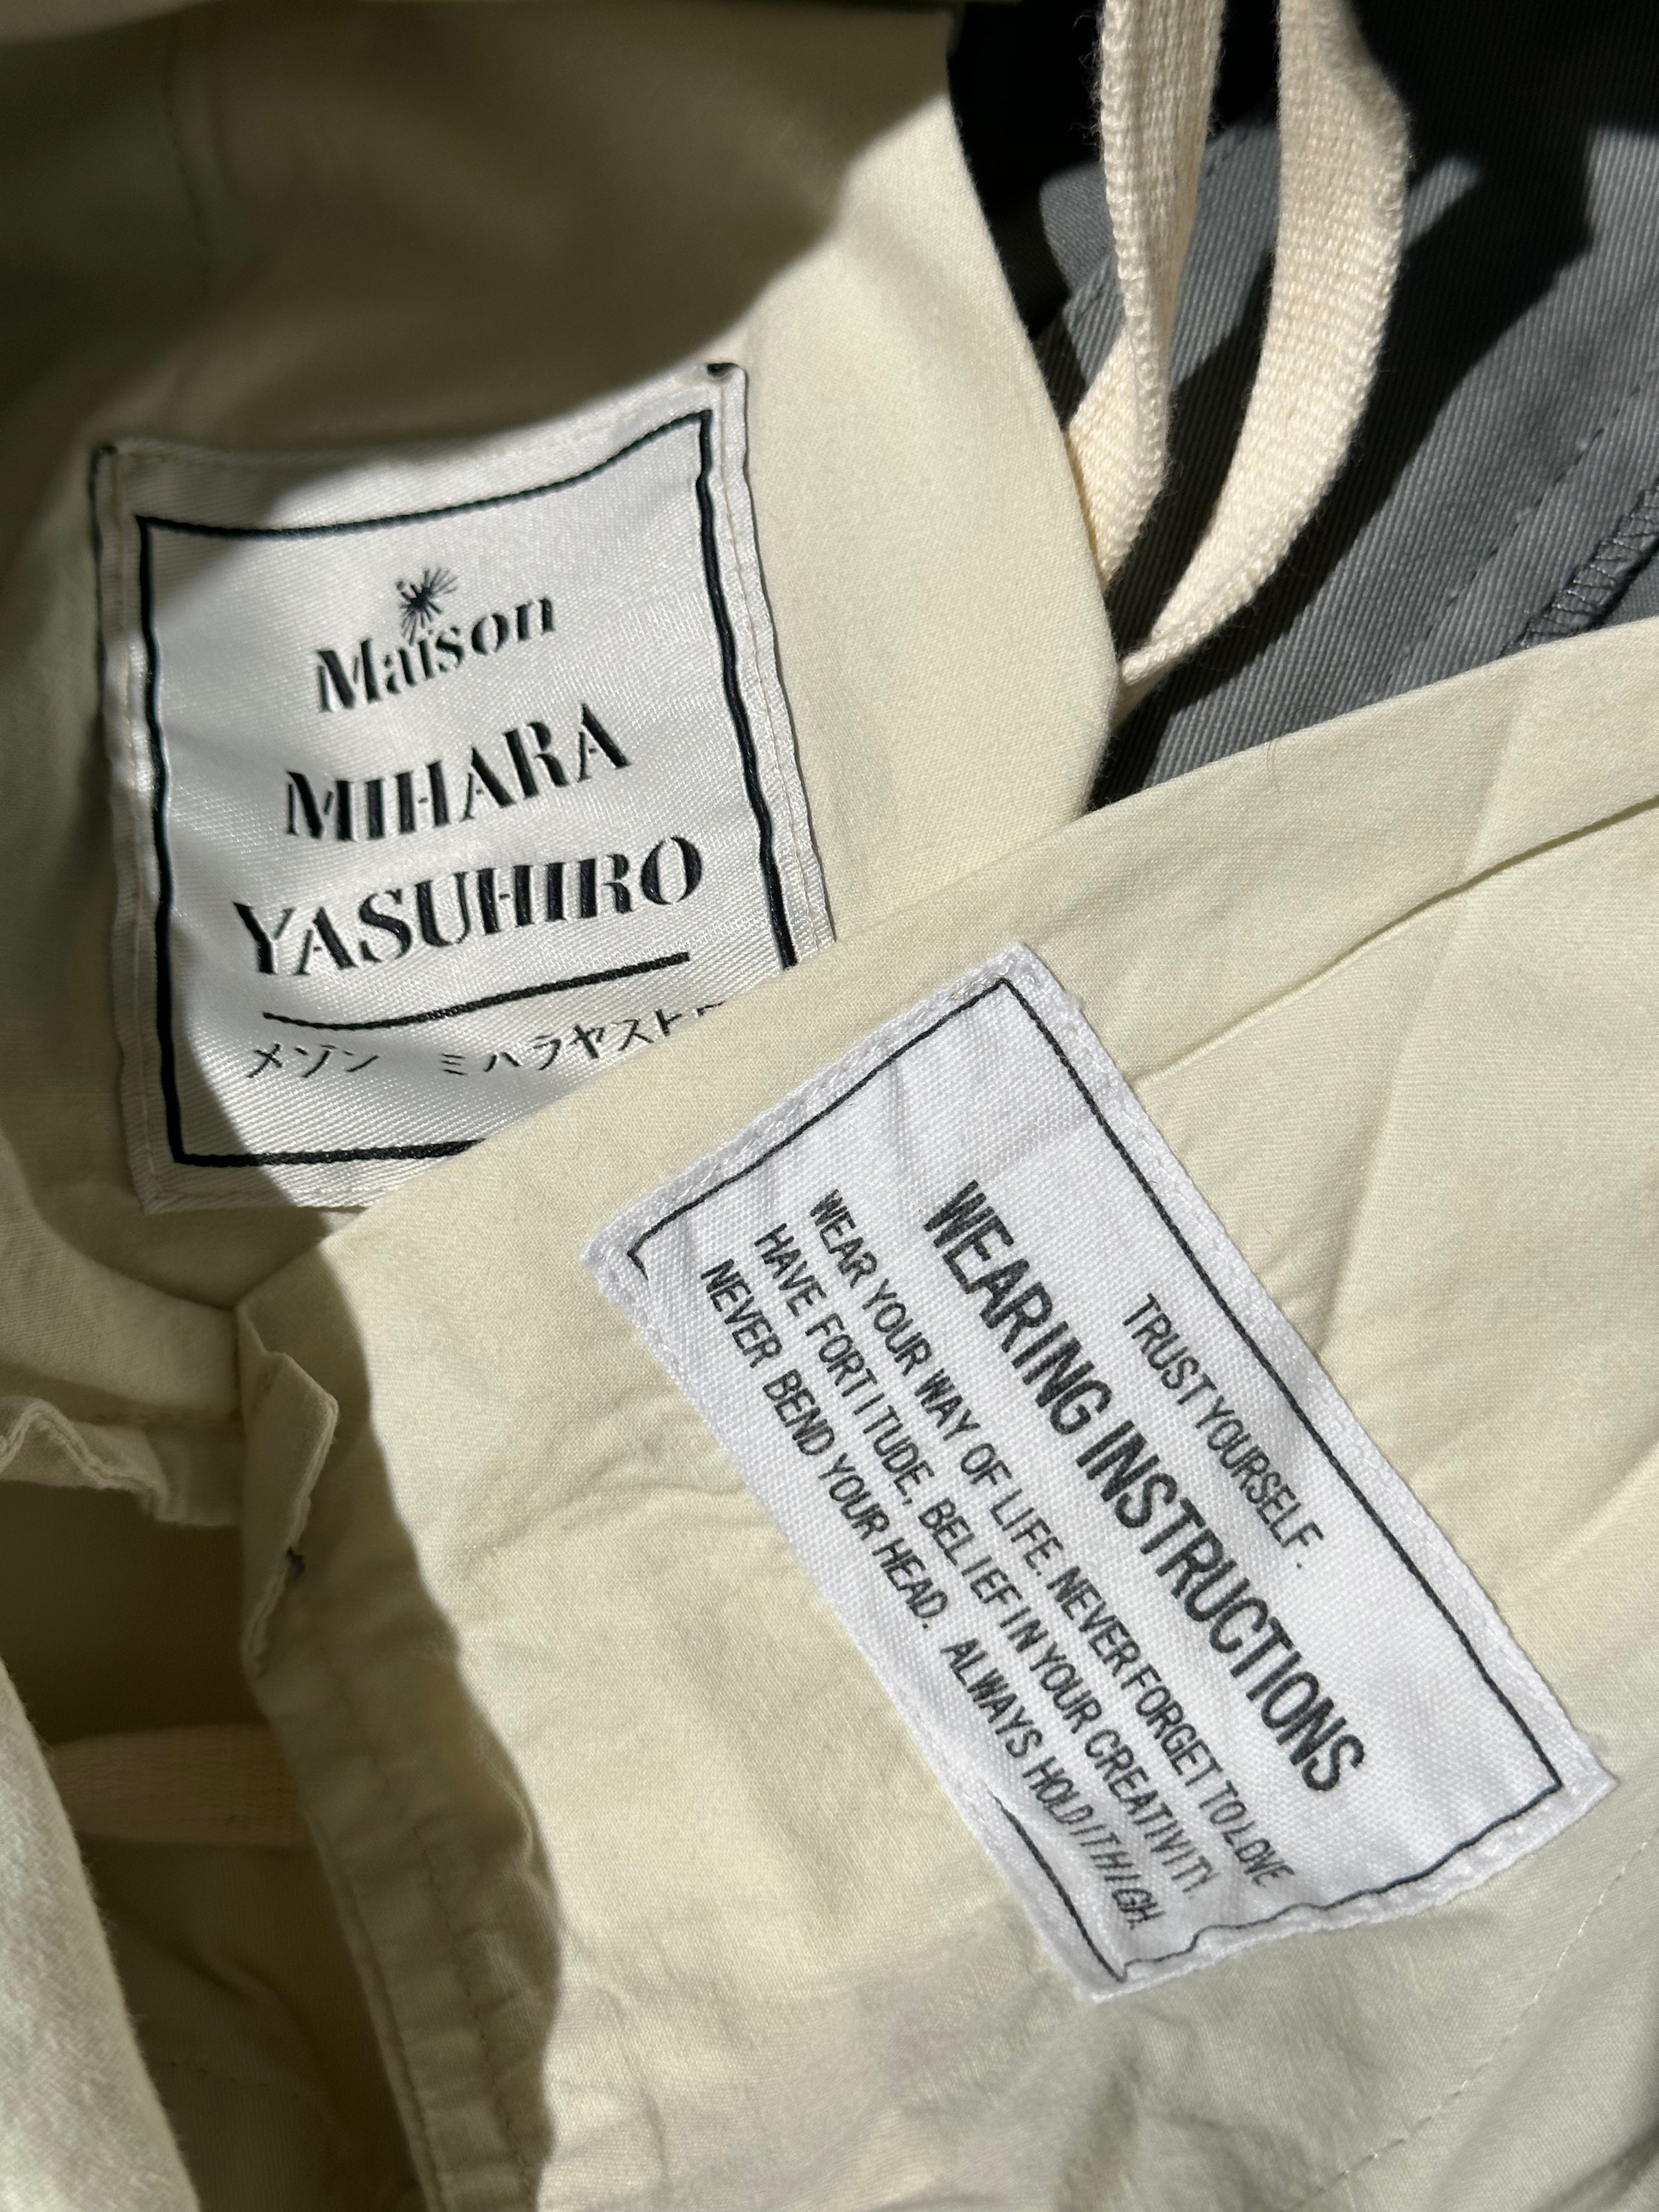 Maison
MIHARA
YASUHIRO
メゾン ミハラヤスヒロ
TRUST YOURSELF.
WEARING INSTRUCTIONS
WEAR YOUR WAY OF LIFE. NEVER FORGET TO LOVE
HAVE FORTITUDE, BELIEF IN YOUR CREATIVITY.
NEVER BEND YOUR HEAD. ALWAYS HOLD IT HIGH.